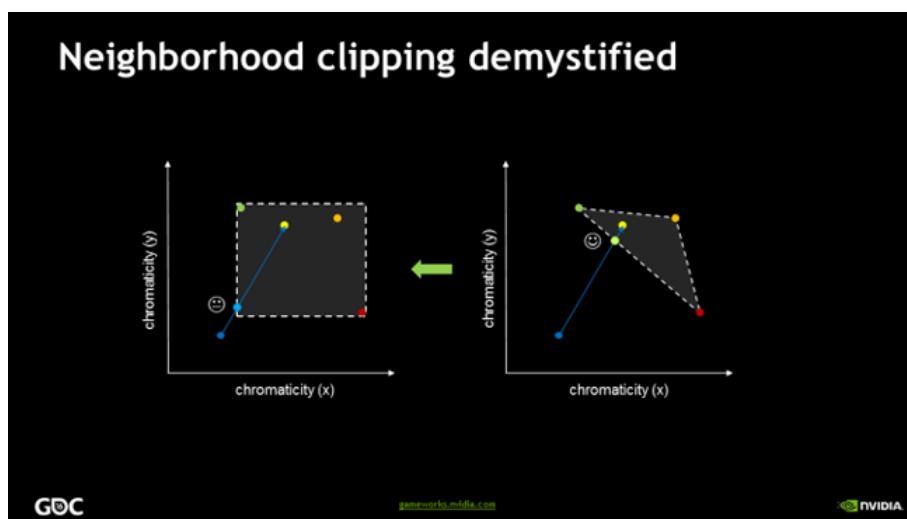 Neighborhood clipping demystified
chromaticity (y)
chromaticity (x)
chromaticity (y)
chromaticity (x)
GDC
gameworks.nvidia.com
NVIDIA.